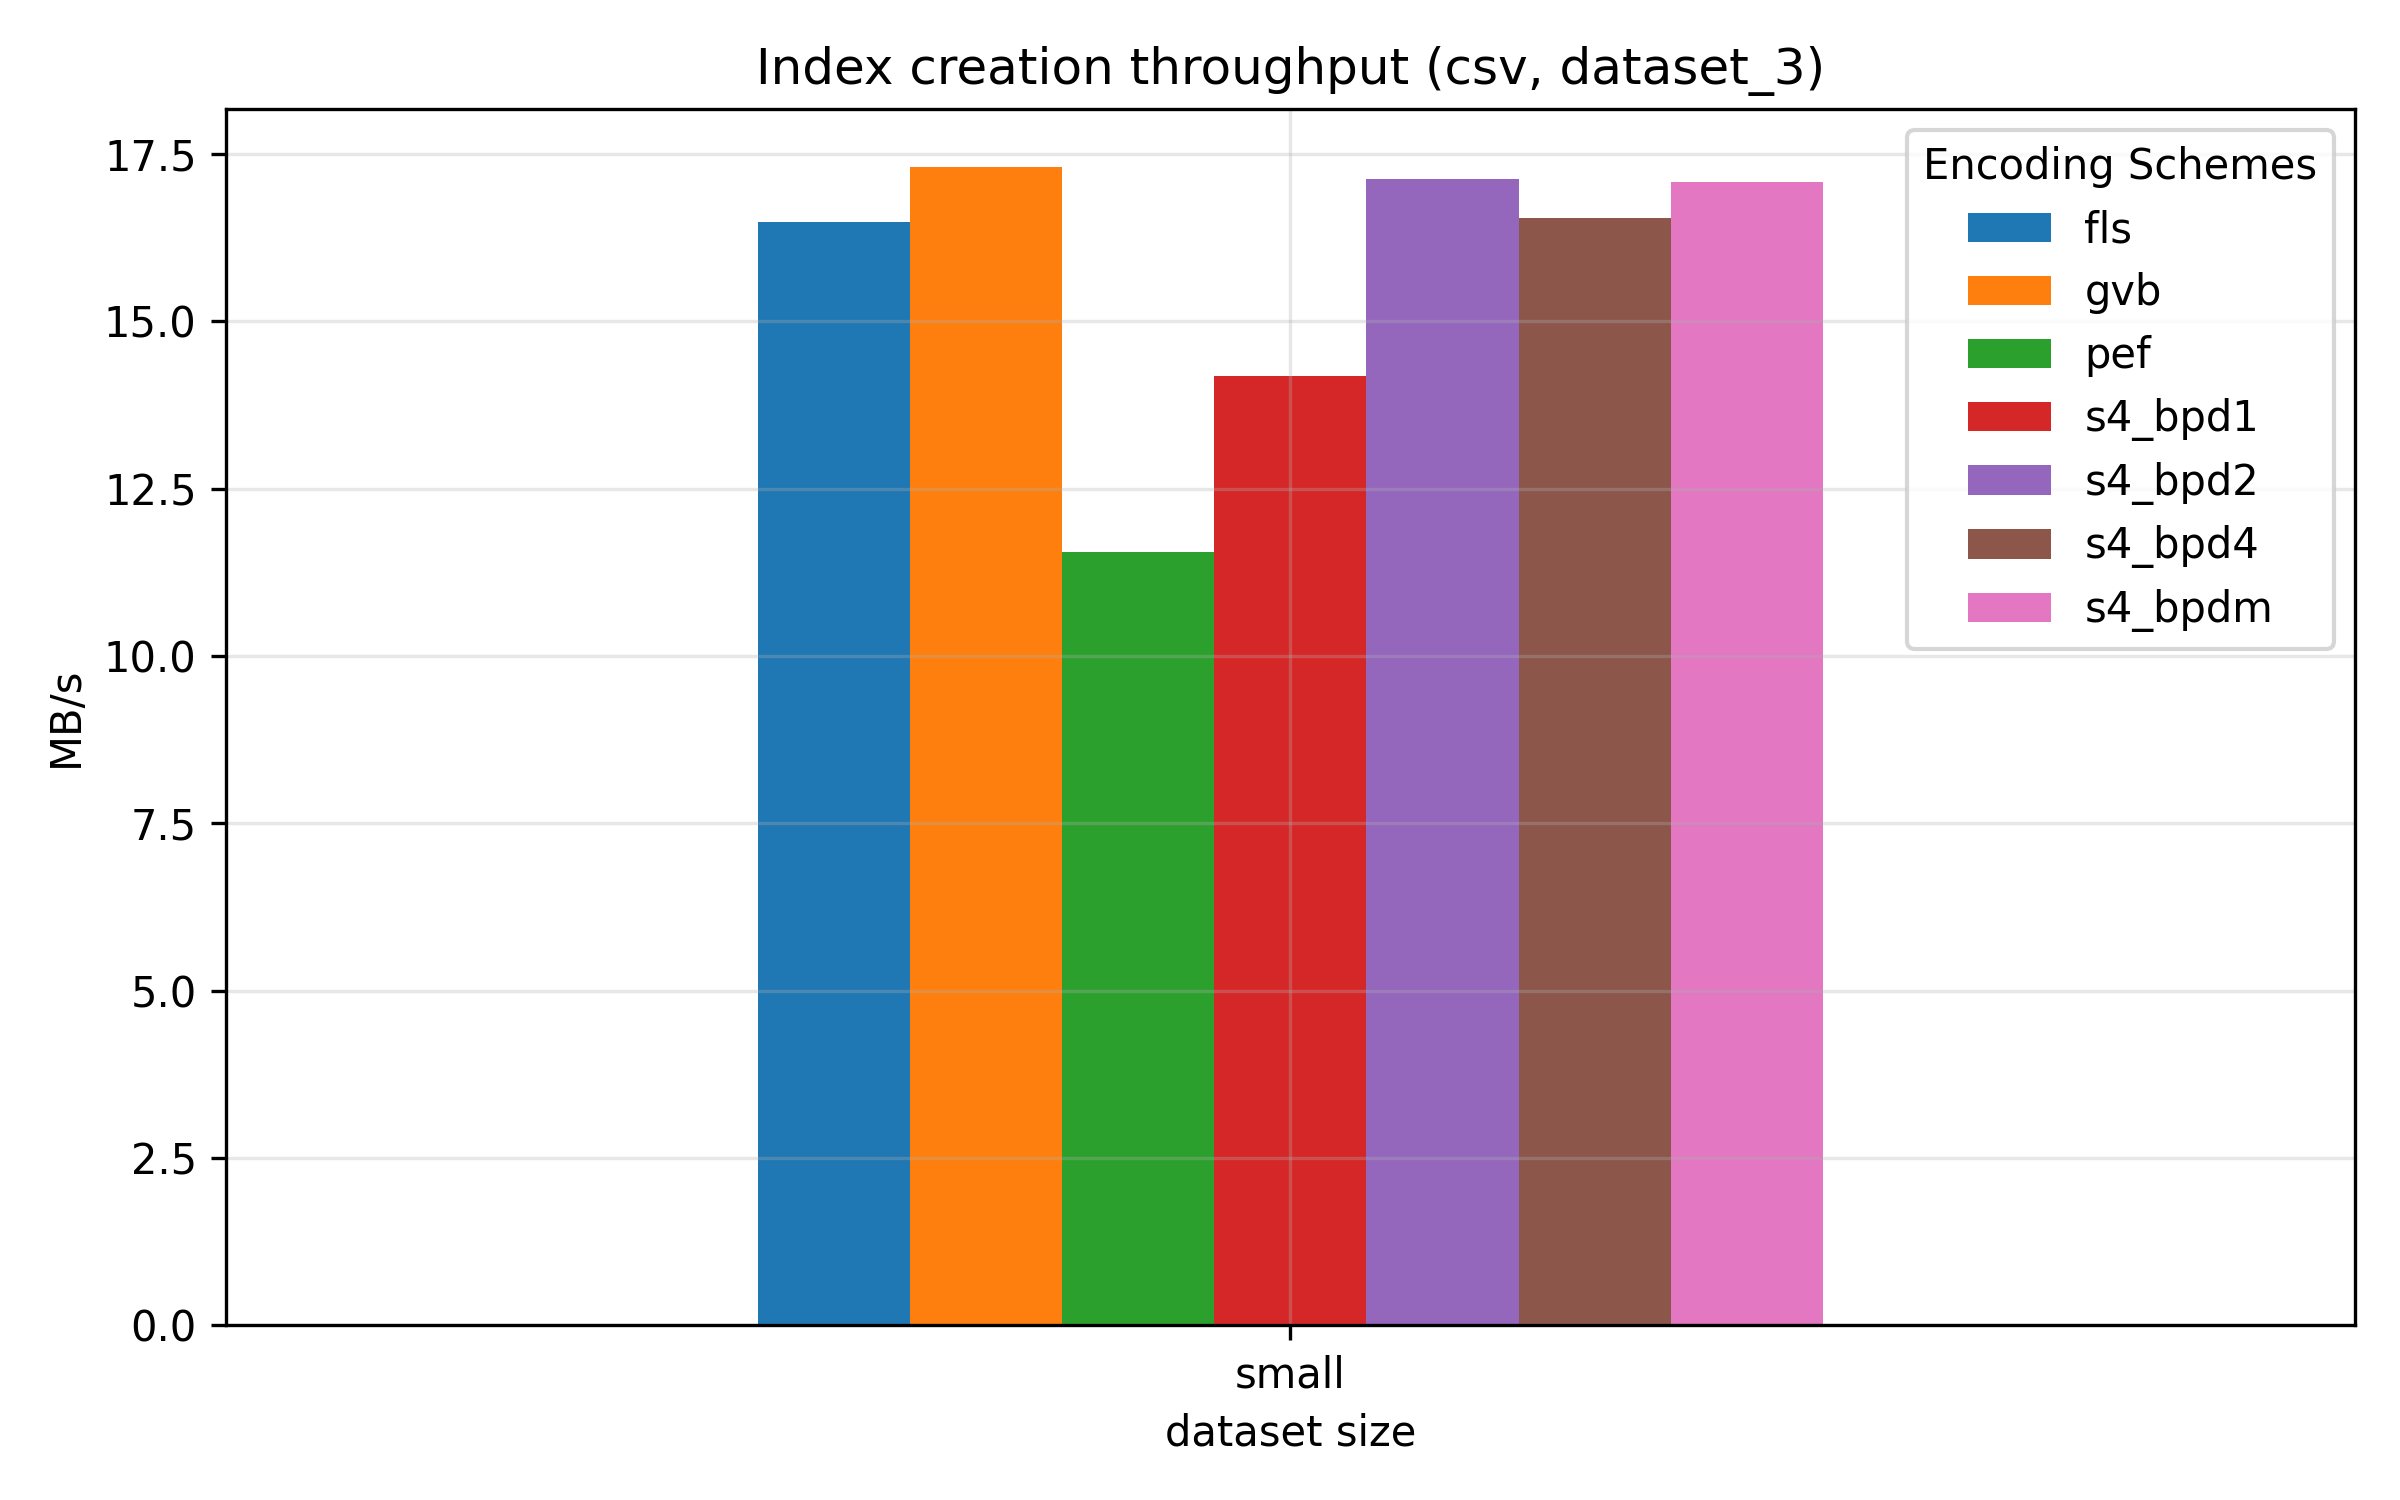 Index creation throughput (csv, dataset_3)
MB/s
17.5
15.0
12.5
10.0
7.5
5.0
2.5
0.0
Encoding Schemes
fls
gvb
pef
s4_bpd1
s4_bpd2
s4_bpd4
s4_bpdm
small
dataset size